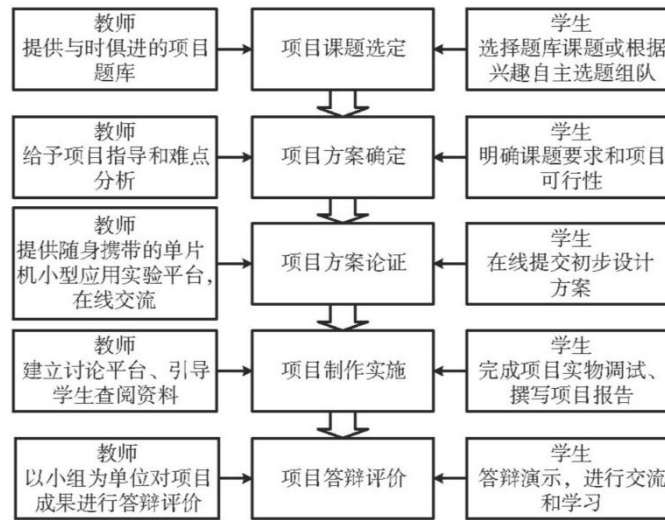 教师
提供与时俱进的项目
题库
项目课题选定
学生
选择题库课题或根据
兴趣自主选题组队
教师
给予项目指导和难点
分析
项目方案确定
学生
明确课题要求和项目
可行性
教师
提供随身携带的单片
机小型应用实验平台,
在线交流
项目方案论证
学生
在线提交初步设计
方案
教师
建立讨论平台、引导
学生查阅资料
项目制作实施
学生
完成项目实物调试、
撰写项目报告
教师
以小组为单位对项目
成果进行答辩评价
项目答辩评价
学生
答辩演示，进行交流
和学习